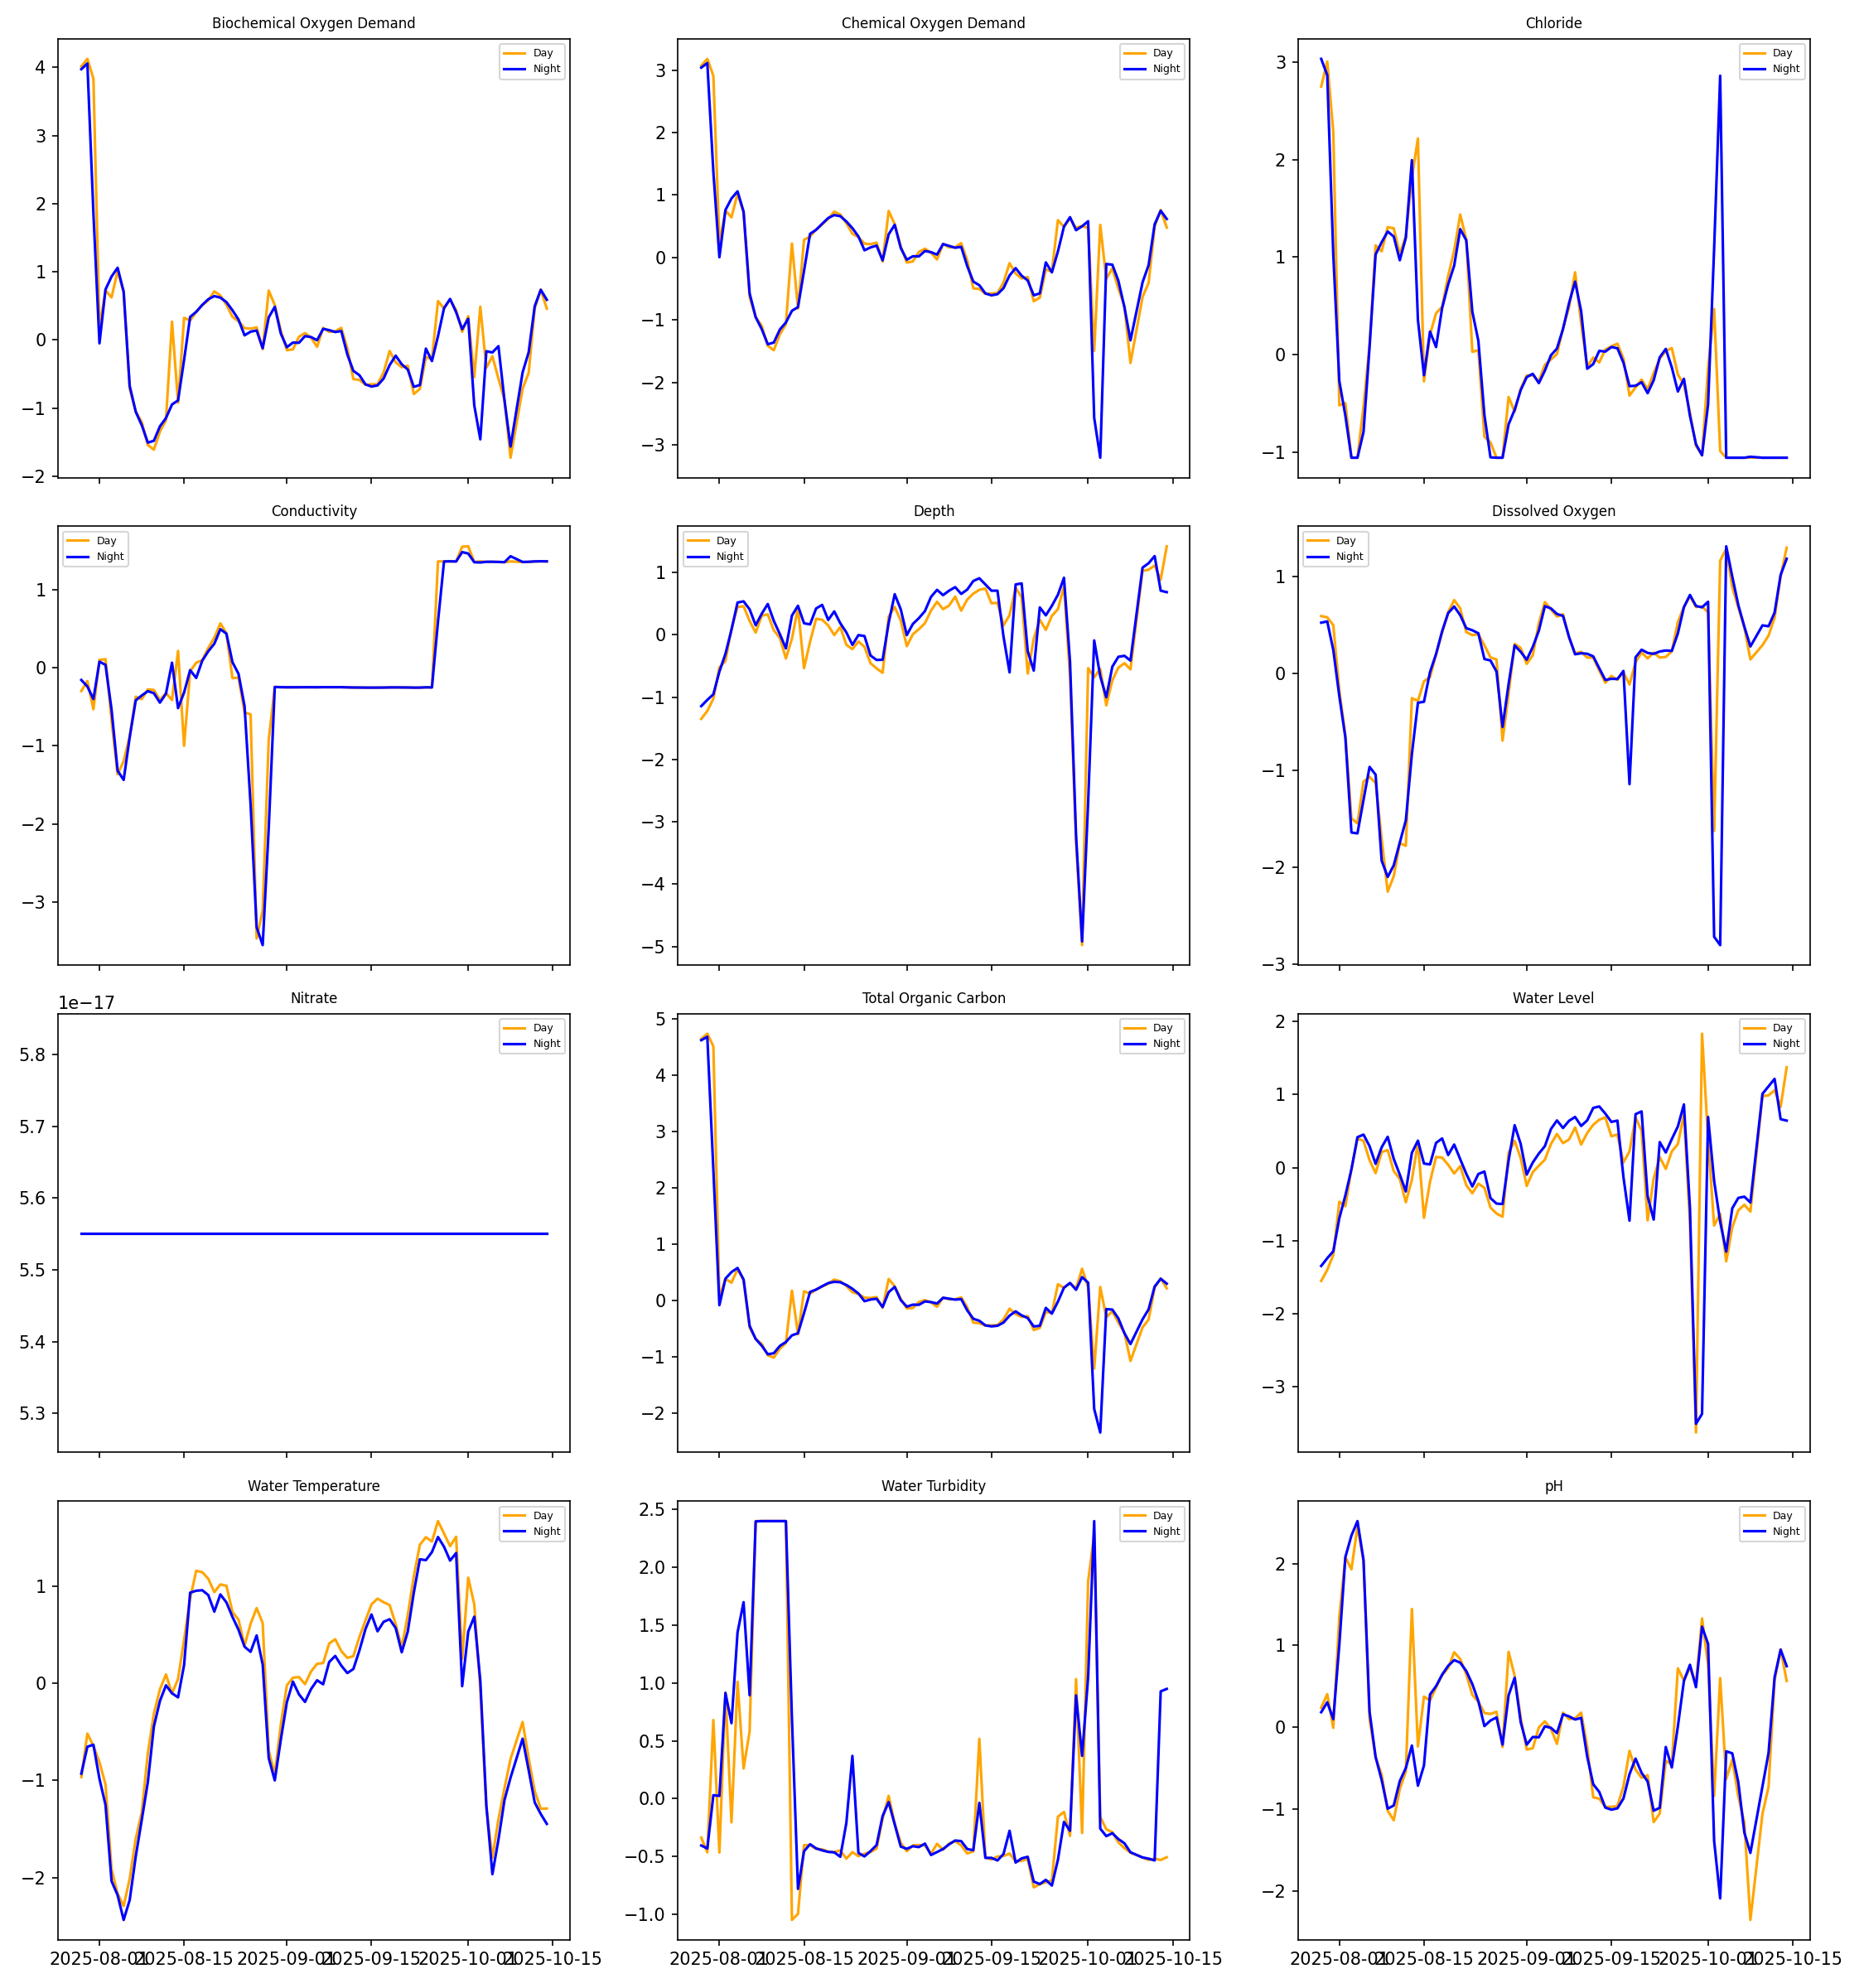 Biochemical Oxygen Demand
4
3
2
1
0
−1
−2
Day
Night
Chemical Oxygen Demand
3
2
1
0
−1
−2
−3
Day
Night
Chloride
3
2
1
0
−1
Day
Night
Conductivity
1
0
−1
−2
−3
Day
Night
Depth
1
0
−1
−2
−3
−4
−5
Day
Night
Dissolved Oxygen
1
0
−1
−2
−3
Day
Night
Nitrate
1e−17
5.8
5.7
5.6
5.5
5.4
5.3
Day
Night
Total Organic Carbon
5
4
3
2
1
0
−1
−2
Day
Night
Water Level
2
1
0
−1
−2
−3
Day
Night
Water Temperature
1
0
−1
−2
Day
Night
2025-08-01 2025-08-15 2025-09-01 2025-09-15 2025-10-01 2025-10-15
Water Turbidity
2.5
2.0
1.5
1.0
0.5
0.0
−0.5
−1.0
Day
Night
2025-08-01 2025-08-15 2025-09-01 2025-09-15 2025-10-01 2025-10-15
pH
2
1
0
−1
−2
Day
Night
2025-08-01 2025-08-15 2025-09-01 2025-09-15 2025-10-01 2025-10-15